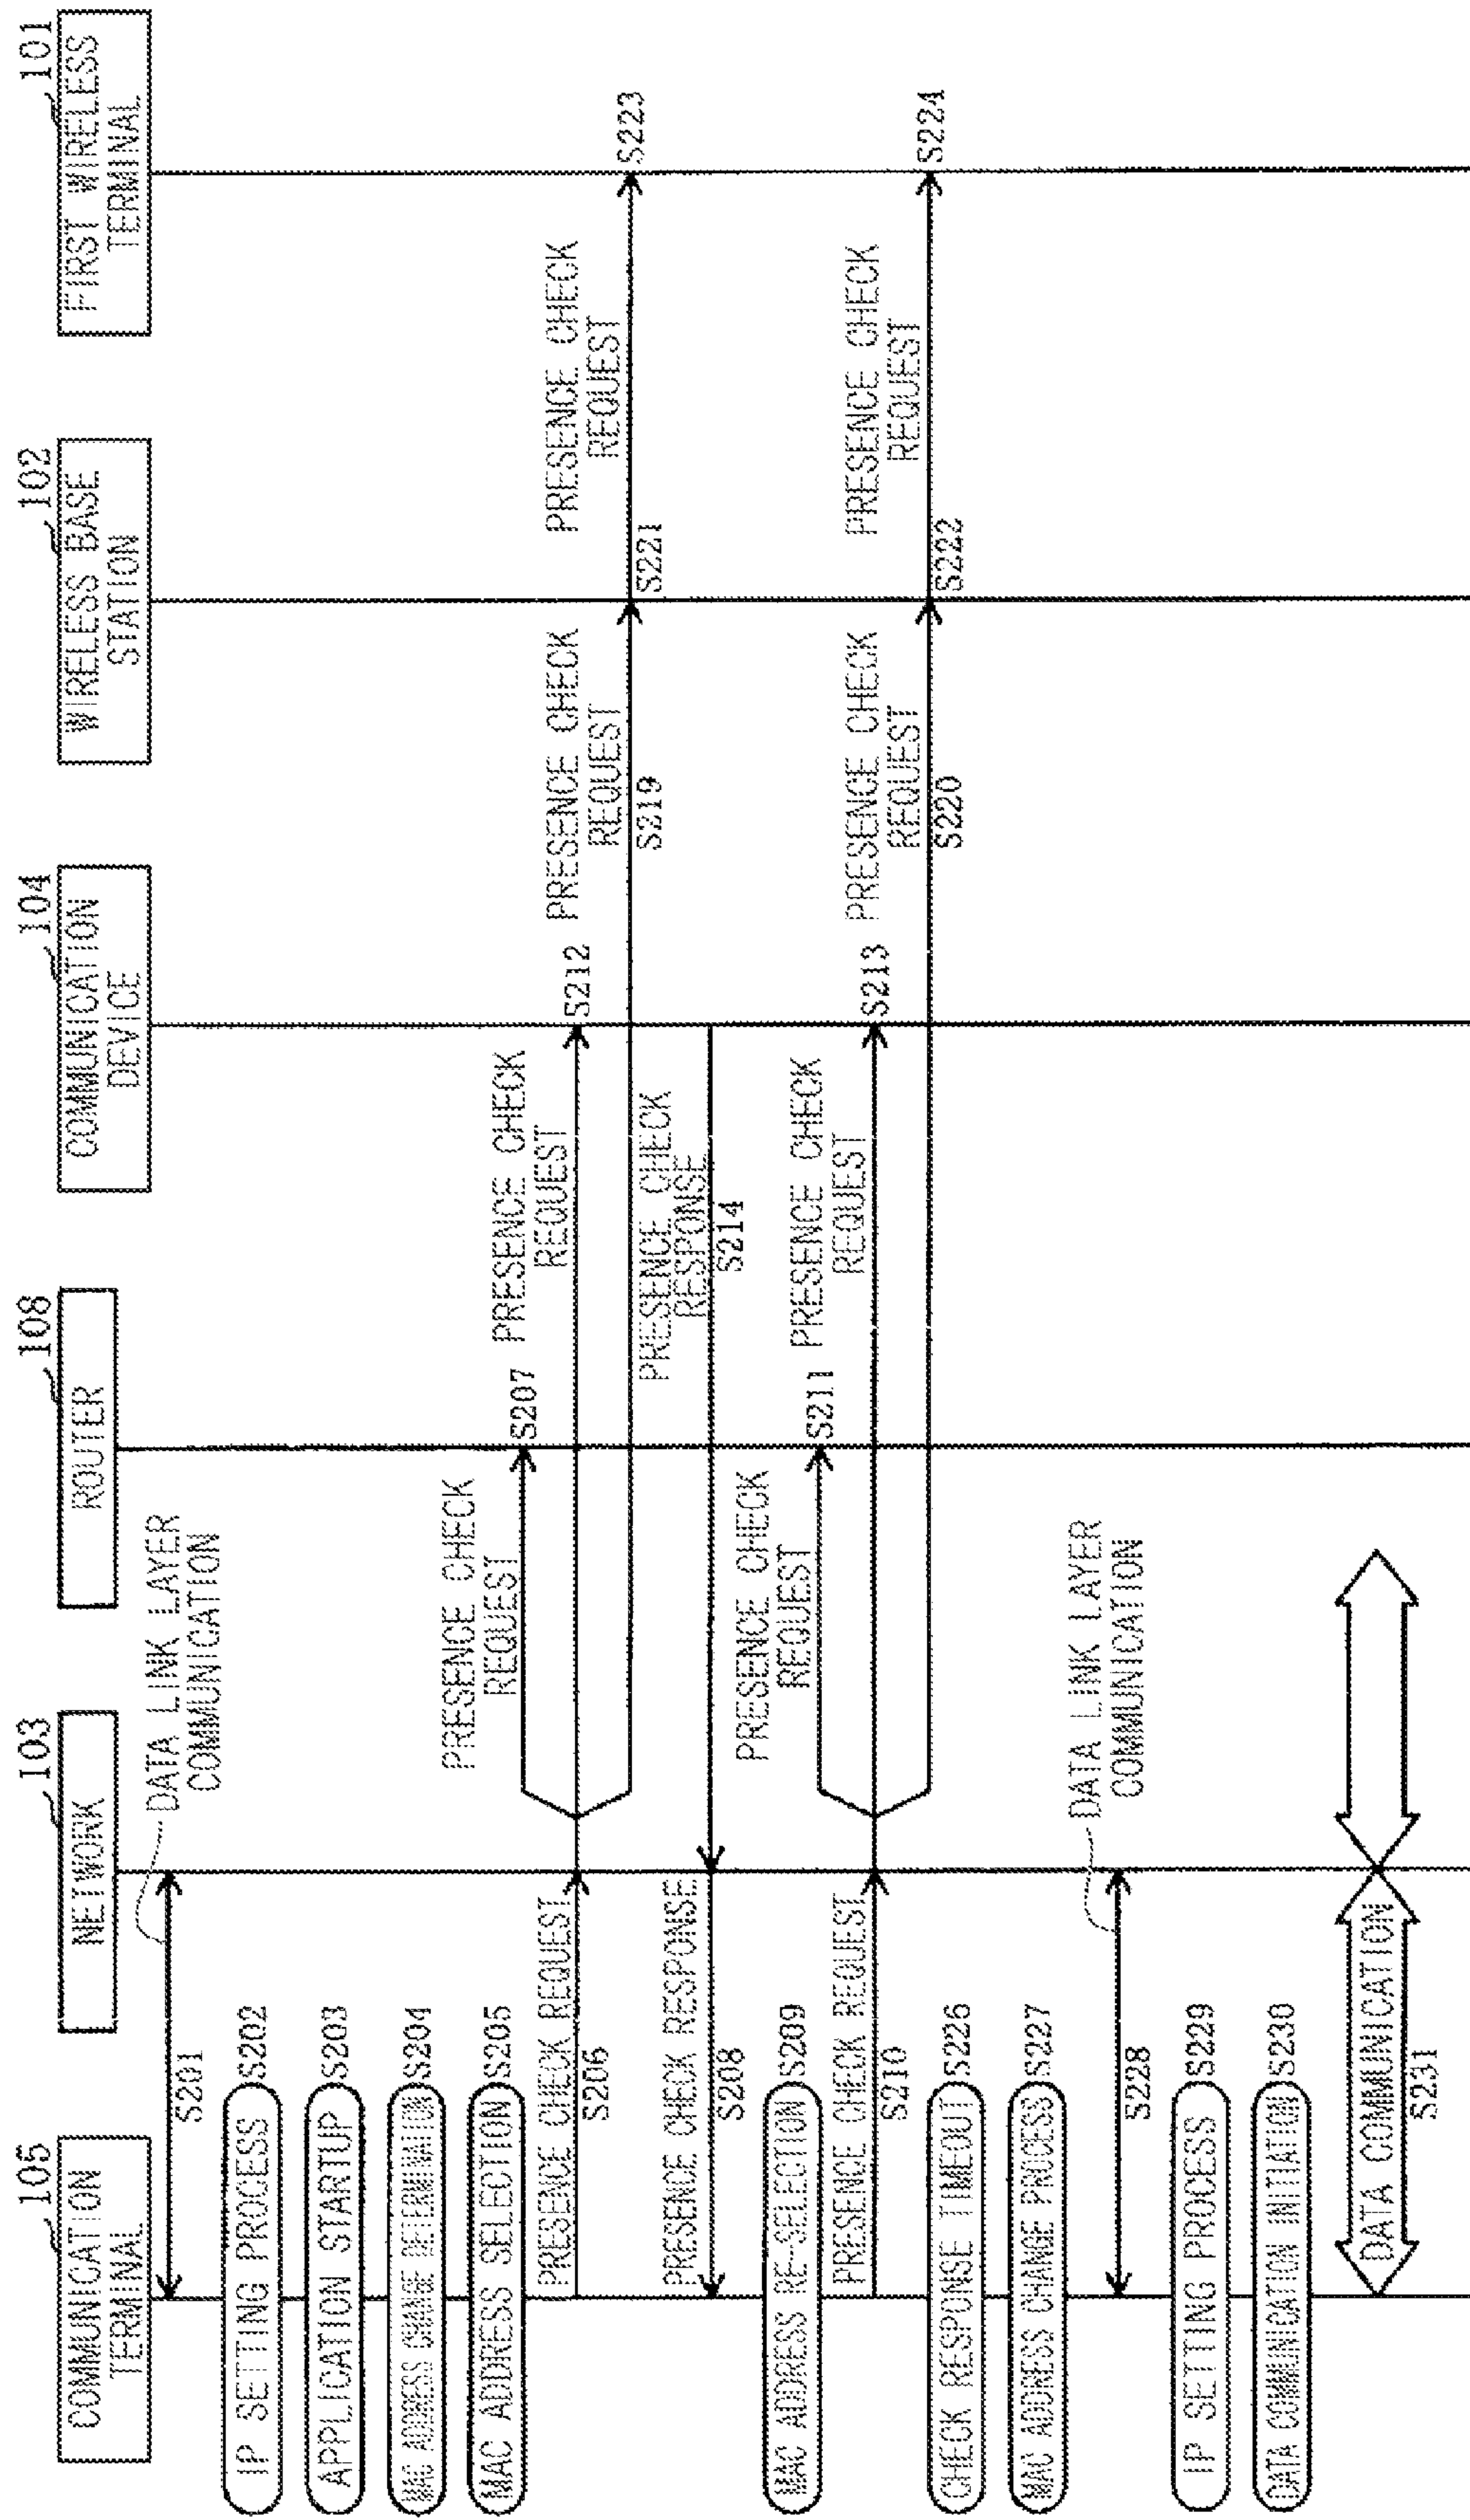 105
COMMUNICATION
TERMINAL
103
NETWORK
108
ROUTER
104
COMMUNICATION
DEVICE
102
WIRELESS BASE
STATION
101
FIRST WIRELESS
TERMINAL
DATA LINK LAYER
COMMUNICATION
S201
IP SETTING PROCESS
S202
APPLICATION STARTUP
S203
MAC ADDRESS CHANGE DETERMINATION
S204
MAC ADDRESS SELECTION
S205
PRESENCE CHECK REQUEST
S206
PRESENCE CHECK
REQUEST
S207
PRESENCE CHECK
REQUEST
S212
PRESENCE CHECK
REQUEST
S219
S221
PRESENCE CHECK
REQUEST
S223
PRESENCE CHECK
RESPONSE
S214
PRESENCE CHECK RESPONSE
S208
MAC ADDRESS RE-SELECTION
S209
PRESENCE CHECK REQUEST
S210
PRESENCE CHECK
REQUEST
S211
PRESENCE CHECK
REQUEST
S213
PRESENCE CHECK
REQUEST
S220
S222
PRESENCE CHECK
REQUEST
S224
CHECK RESPONSE TIMEOUT
S226
MAC ADDRESS CHANGE PROCESS
S227
DATA LINK LAYER
COMMUNICATION
S228
IP SETTING PROCESS
S229
DATA COMMUNICATION INITIATION
S230
DATA COMMUNICATION
S231